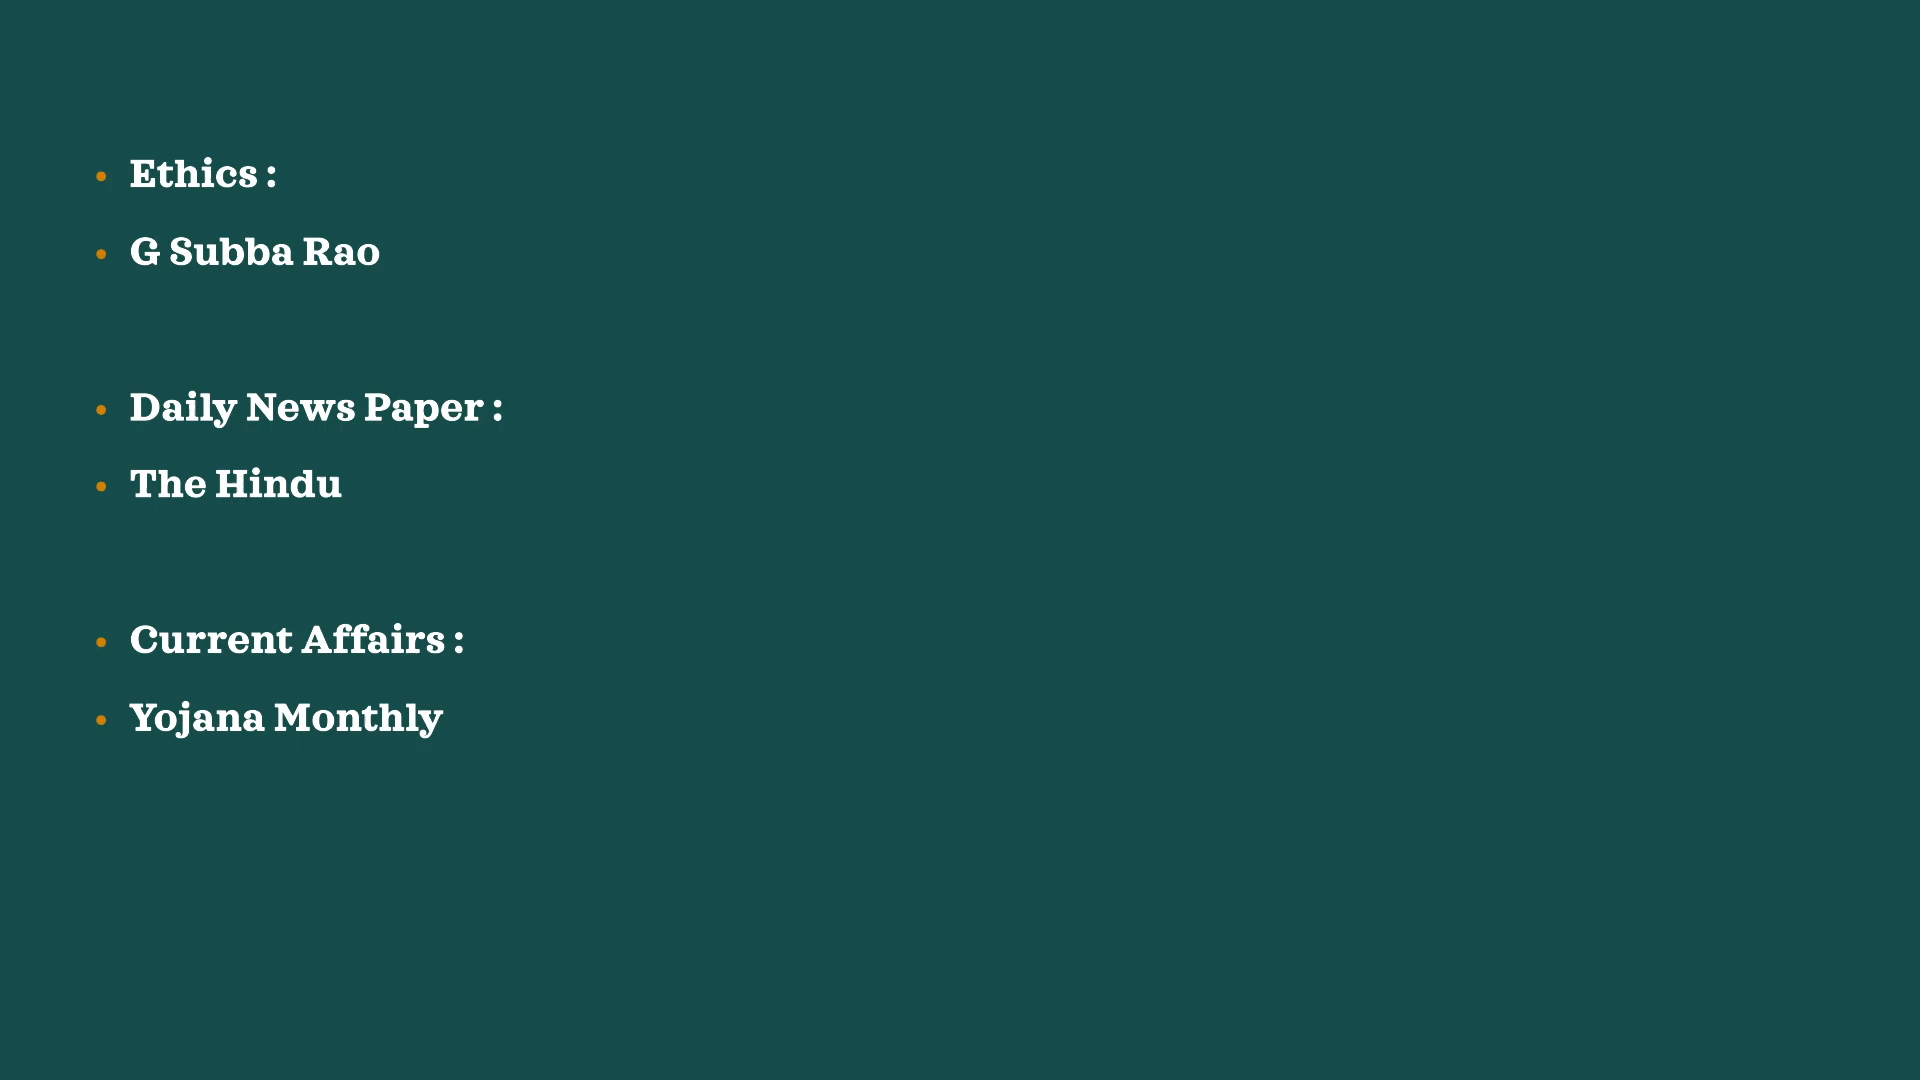 • Ethics :
• G Subba Rao
• Daily News Paper :
• The Hindu
• Current Affairs :
• Yojana Monthly